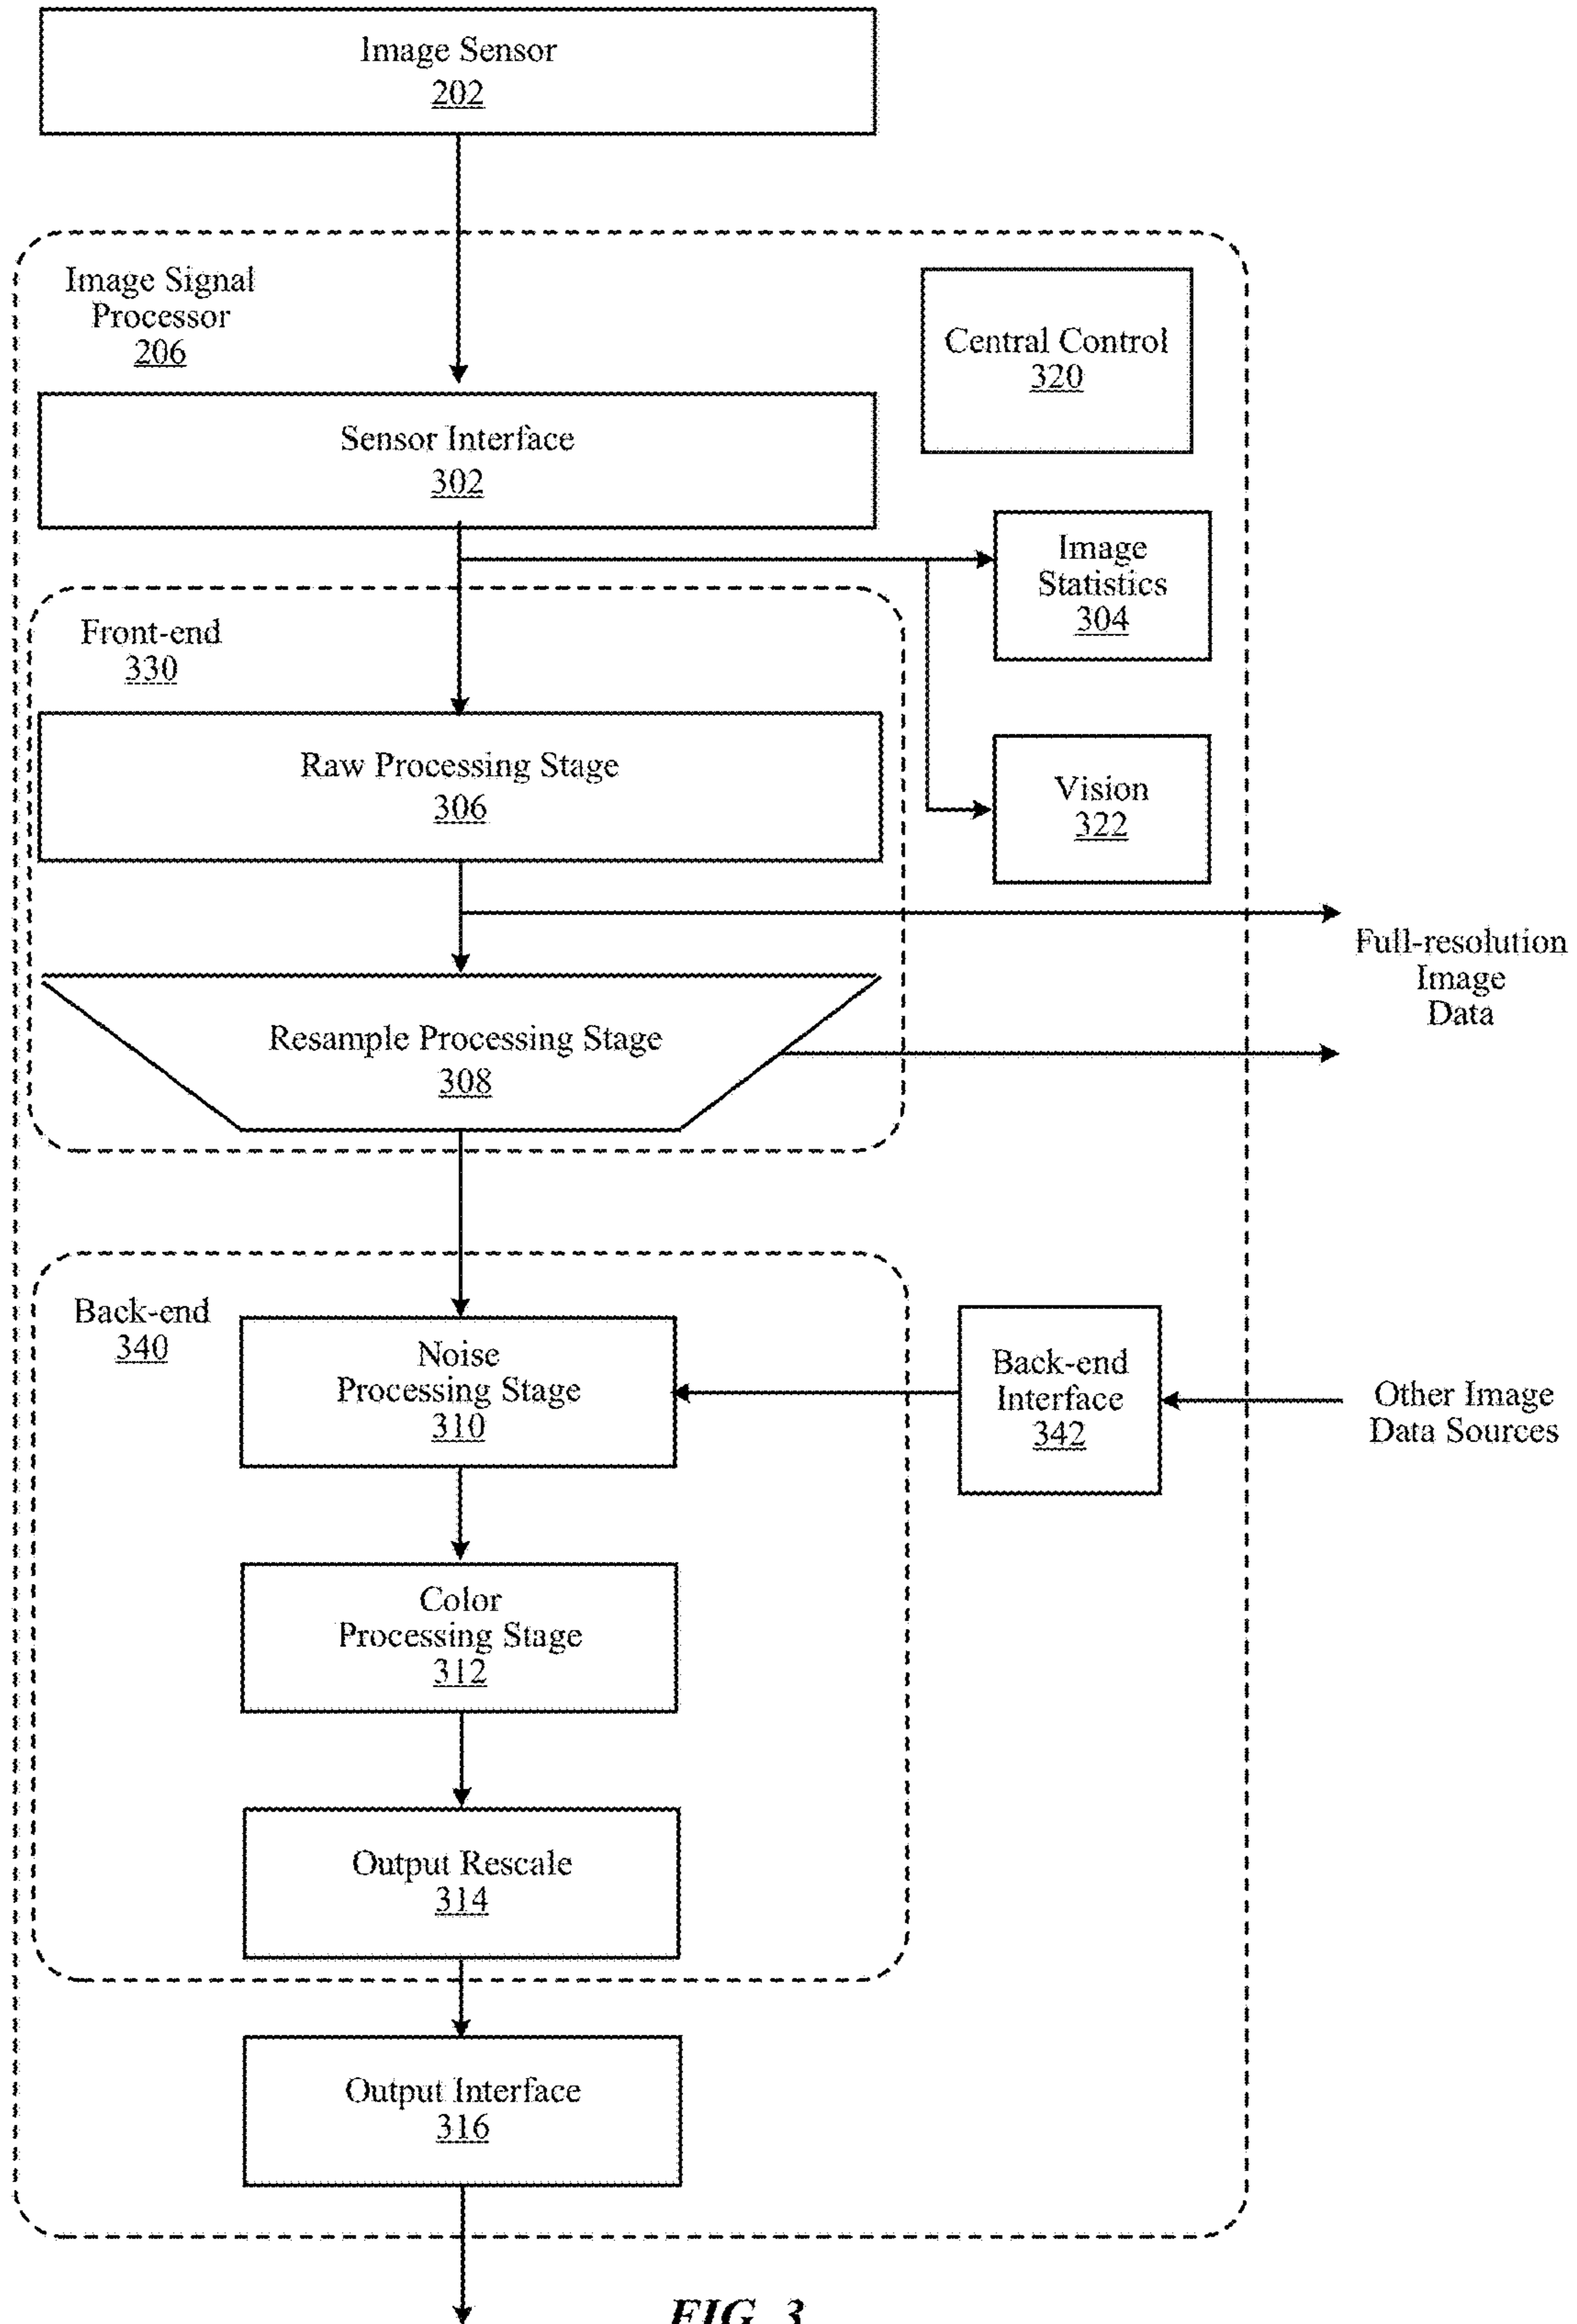 Image Sensor
202
Image Signal
Processor
206
Central Control
320
Sensor Interface
302
Image
Statistics
304
Front-end
330
Raw Processing Stage
306
Vision
322
Full-resolution
Image
Data
Resample Processing Stage
308
Back-end
340
Noise
Processing Stage
310
Back-end
Interface
342
Other Image
Data Sources
Color
Processing Stage
312
Output Rescale
314
Output Interface
316
FIG. 3